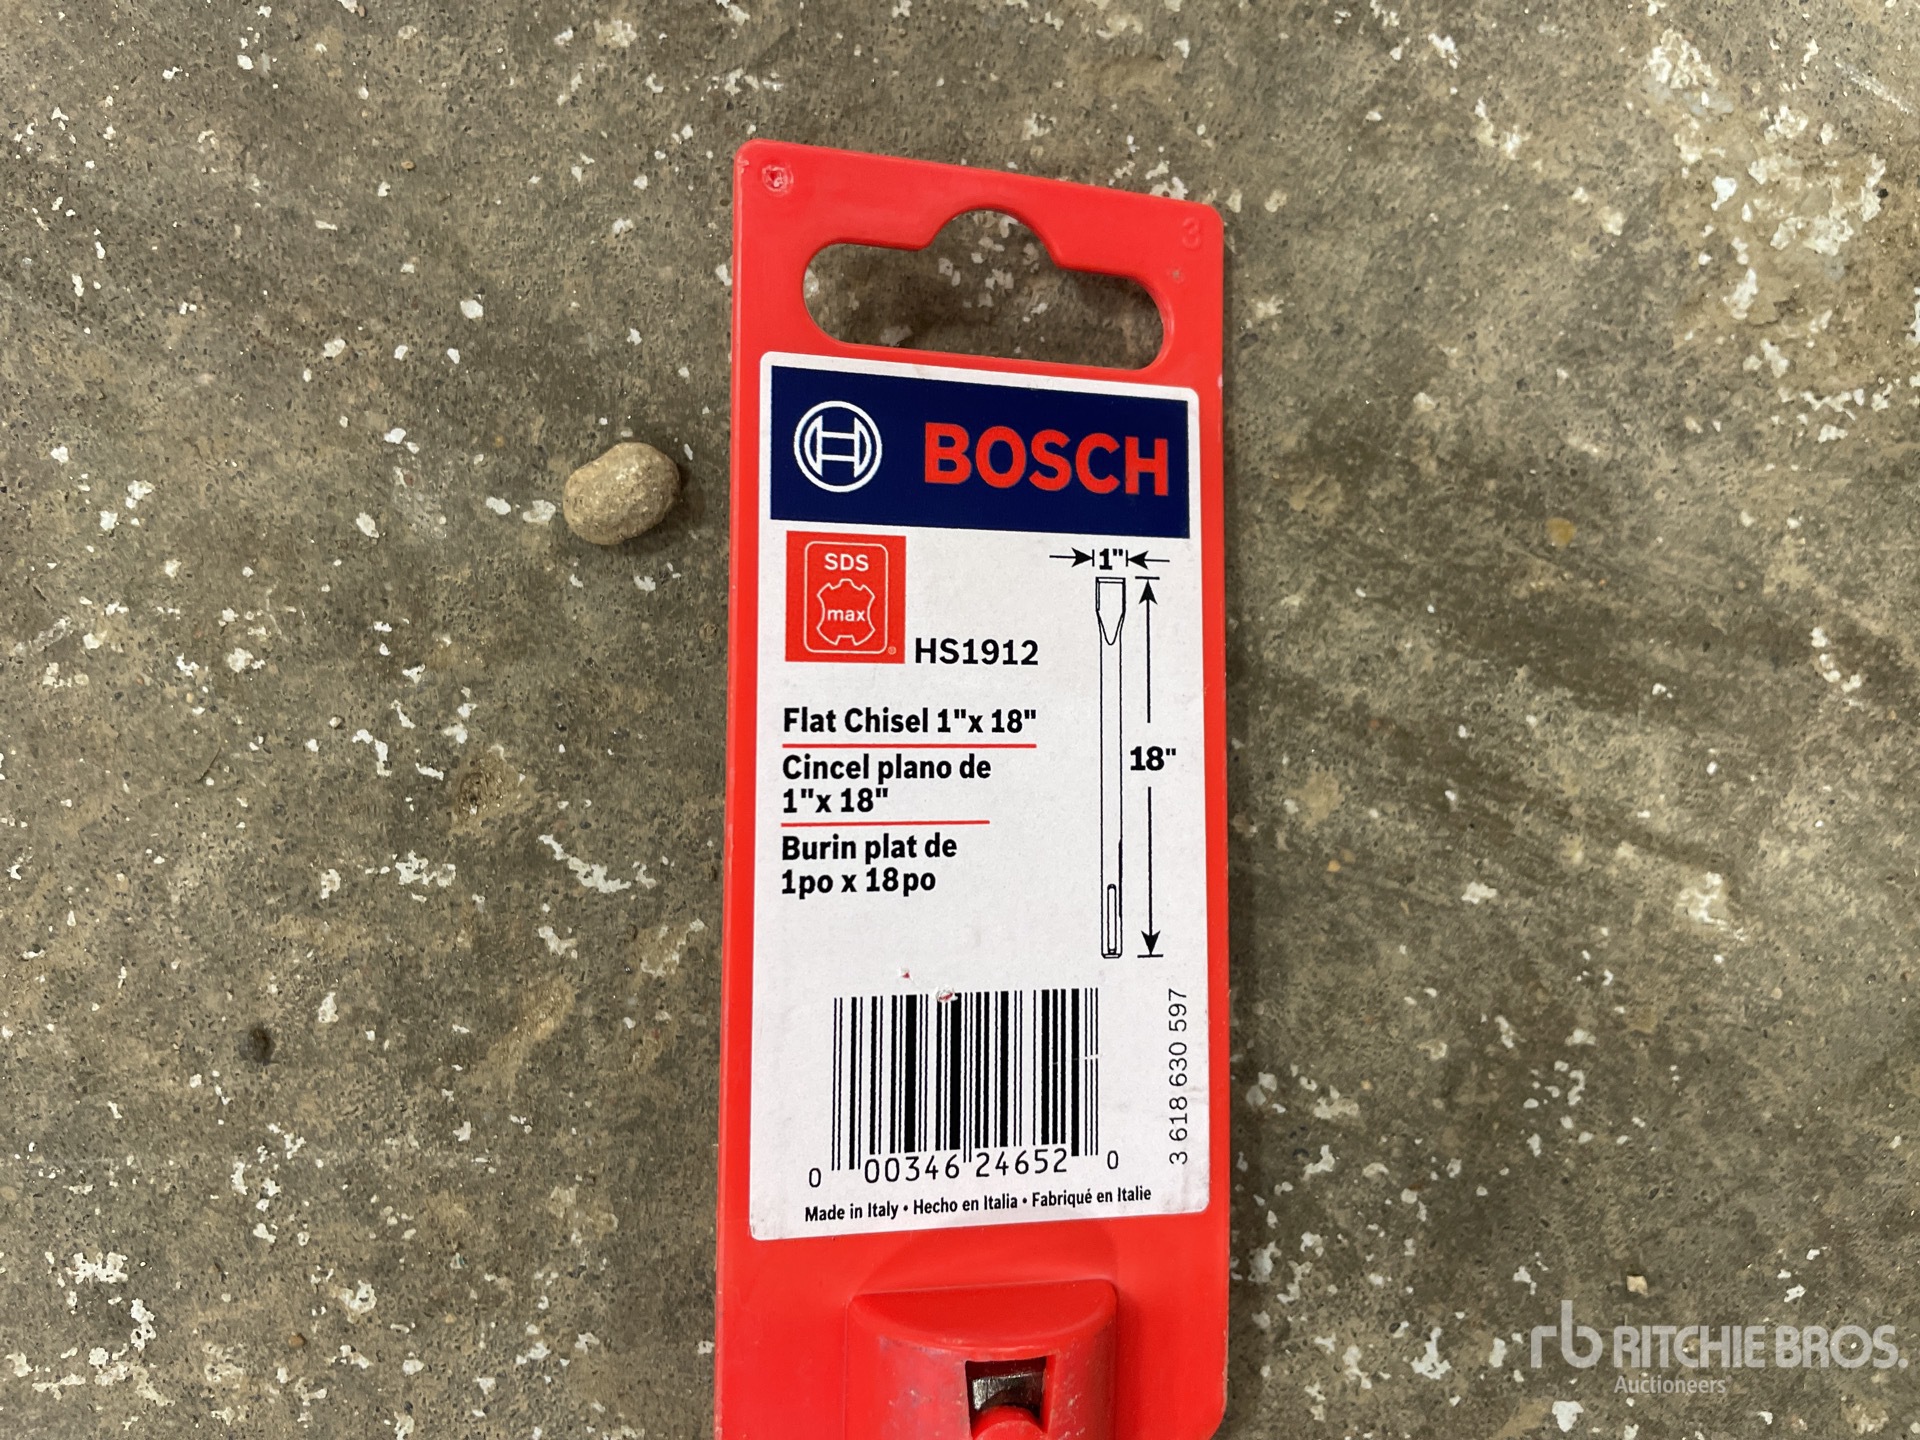 3
BOSCH
SDS
max
®
HS1912
1"
18"
Flat Chisel 1"x 18"
Cincel plano de
1"x 18"
Burin plat de
1po x 18po
3 618 630 597
0 00346 24652 0
Made in Italy • Hecho en Italia • Fabriqué en Italie
rb RITCHIE BROS.
Auctioneers